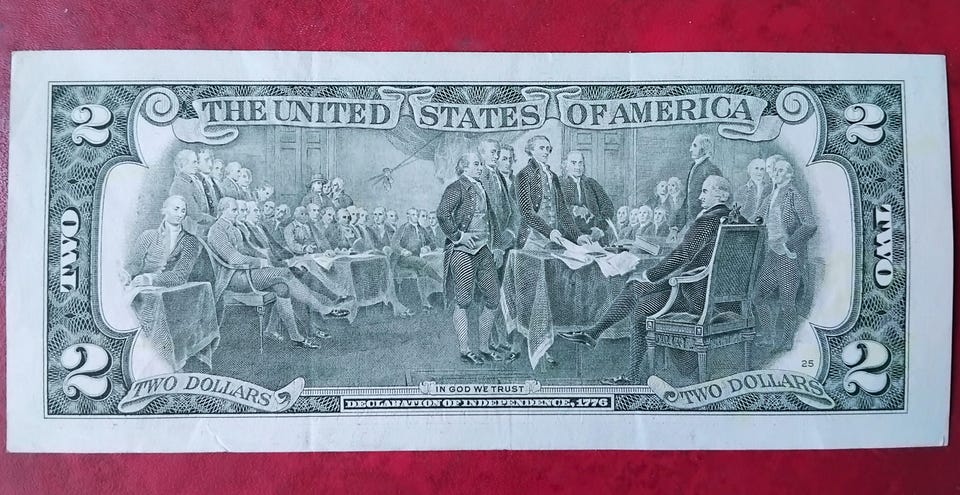 2 THE UNITED STATES OF AMERICA 2
TWO TWO
25
2 TWO DOLLARS IN GOD WE TRUST TWO DOLLARS 2
DECLARATION OF INDEPENDENCE, 1776